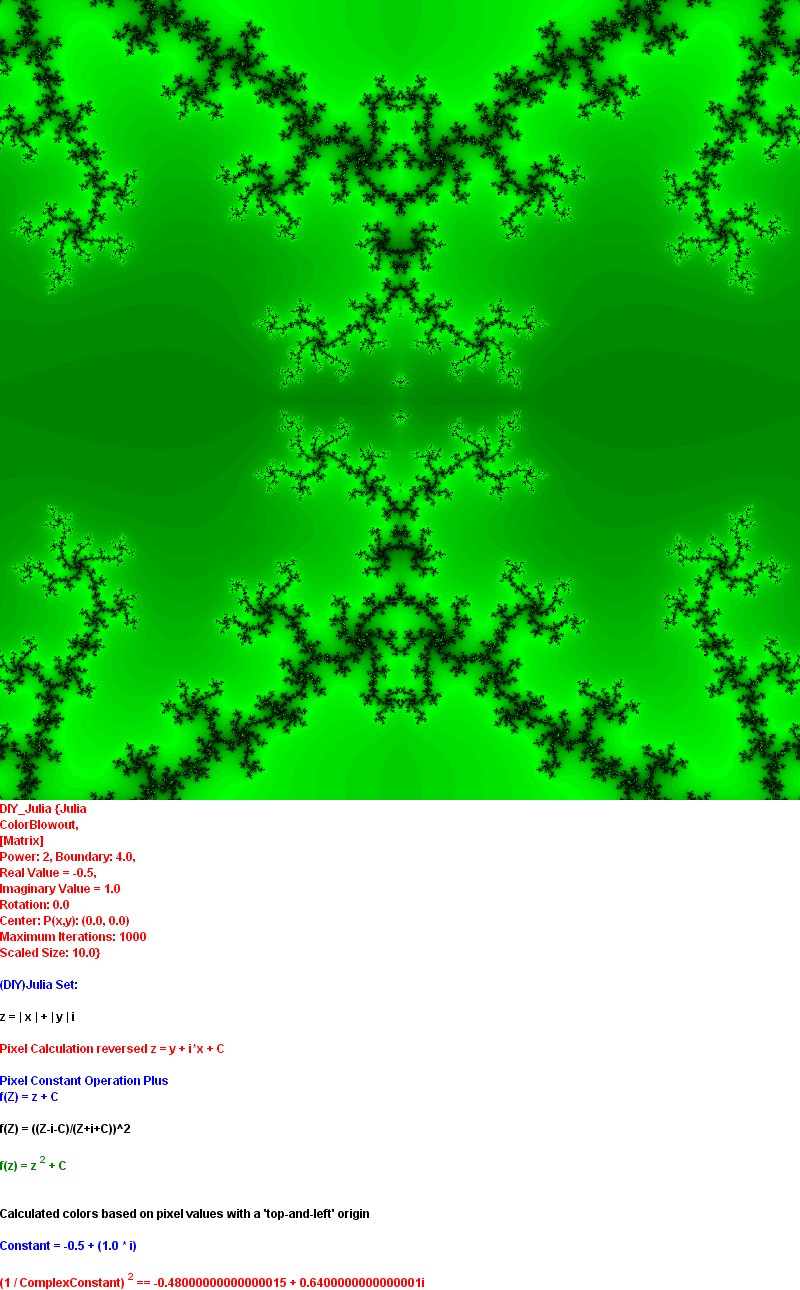 DIY_Julia {Julia
ColorBlowout,
[Matrix]
Power: 2, Boundary: 4.0,
Real Value = -0.5,
Imaginary Value = 1.0
Rotation: 0.0
Center: P(x,y): (0.0, 0.0)
Maximum Iterations: 1000
Scaled Size: 10.0}
(DIY)Julia Set:
z = | x | + | y | i
Pixel Calculation reversed z = y + i*x + C
Pixel Constant Operation Plus
f(Z) = z + C
f(Z) = ((Z-i-C)/(Z+i+C))^2
f(z) = z 2 + C
Calculated colors based on pixel values with a 'top-and-left' origin
Constant = -0.5 + (1.0 * i)
(1 / ComplexConstant) 2 == -0.48000000000000015 + 0.6400000000000001i